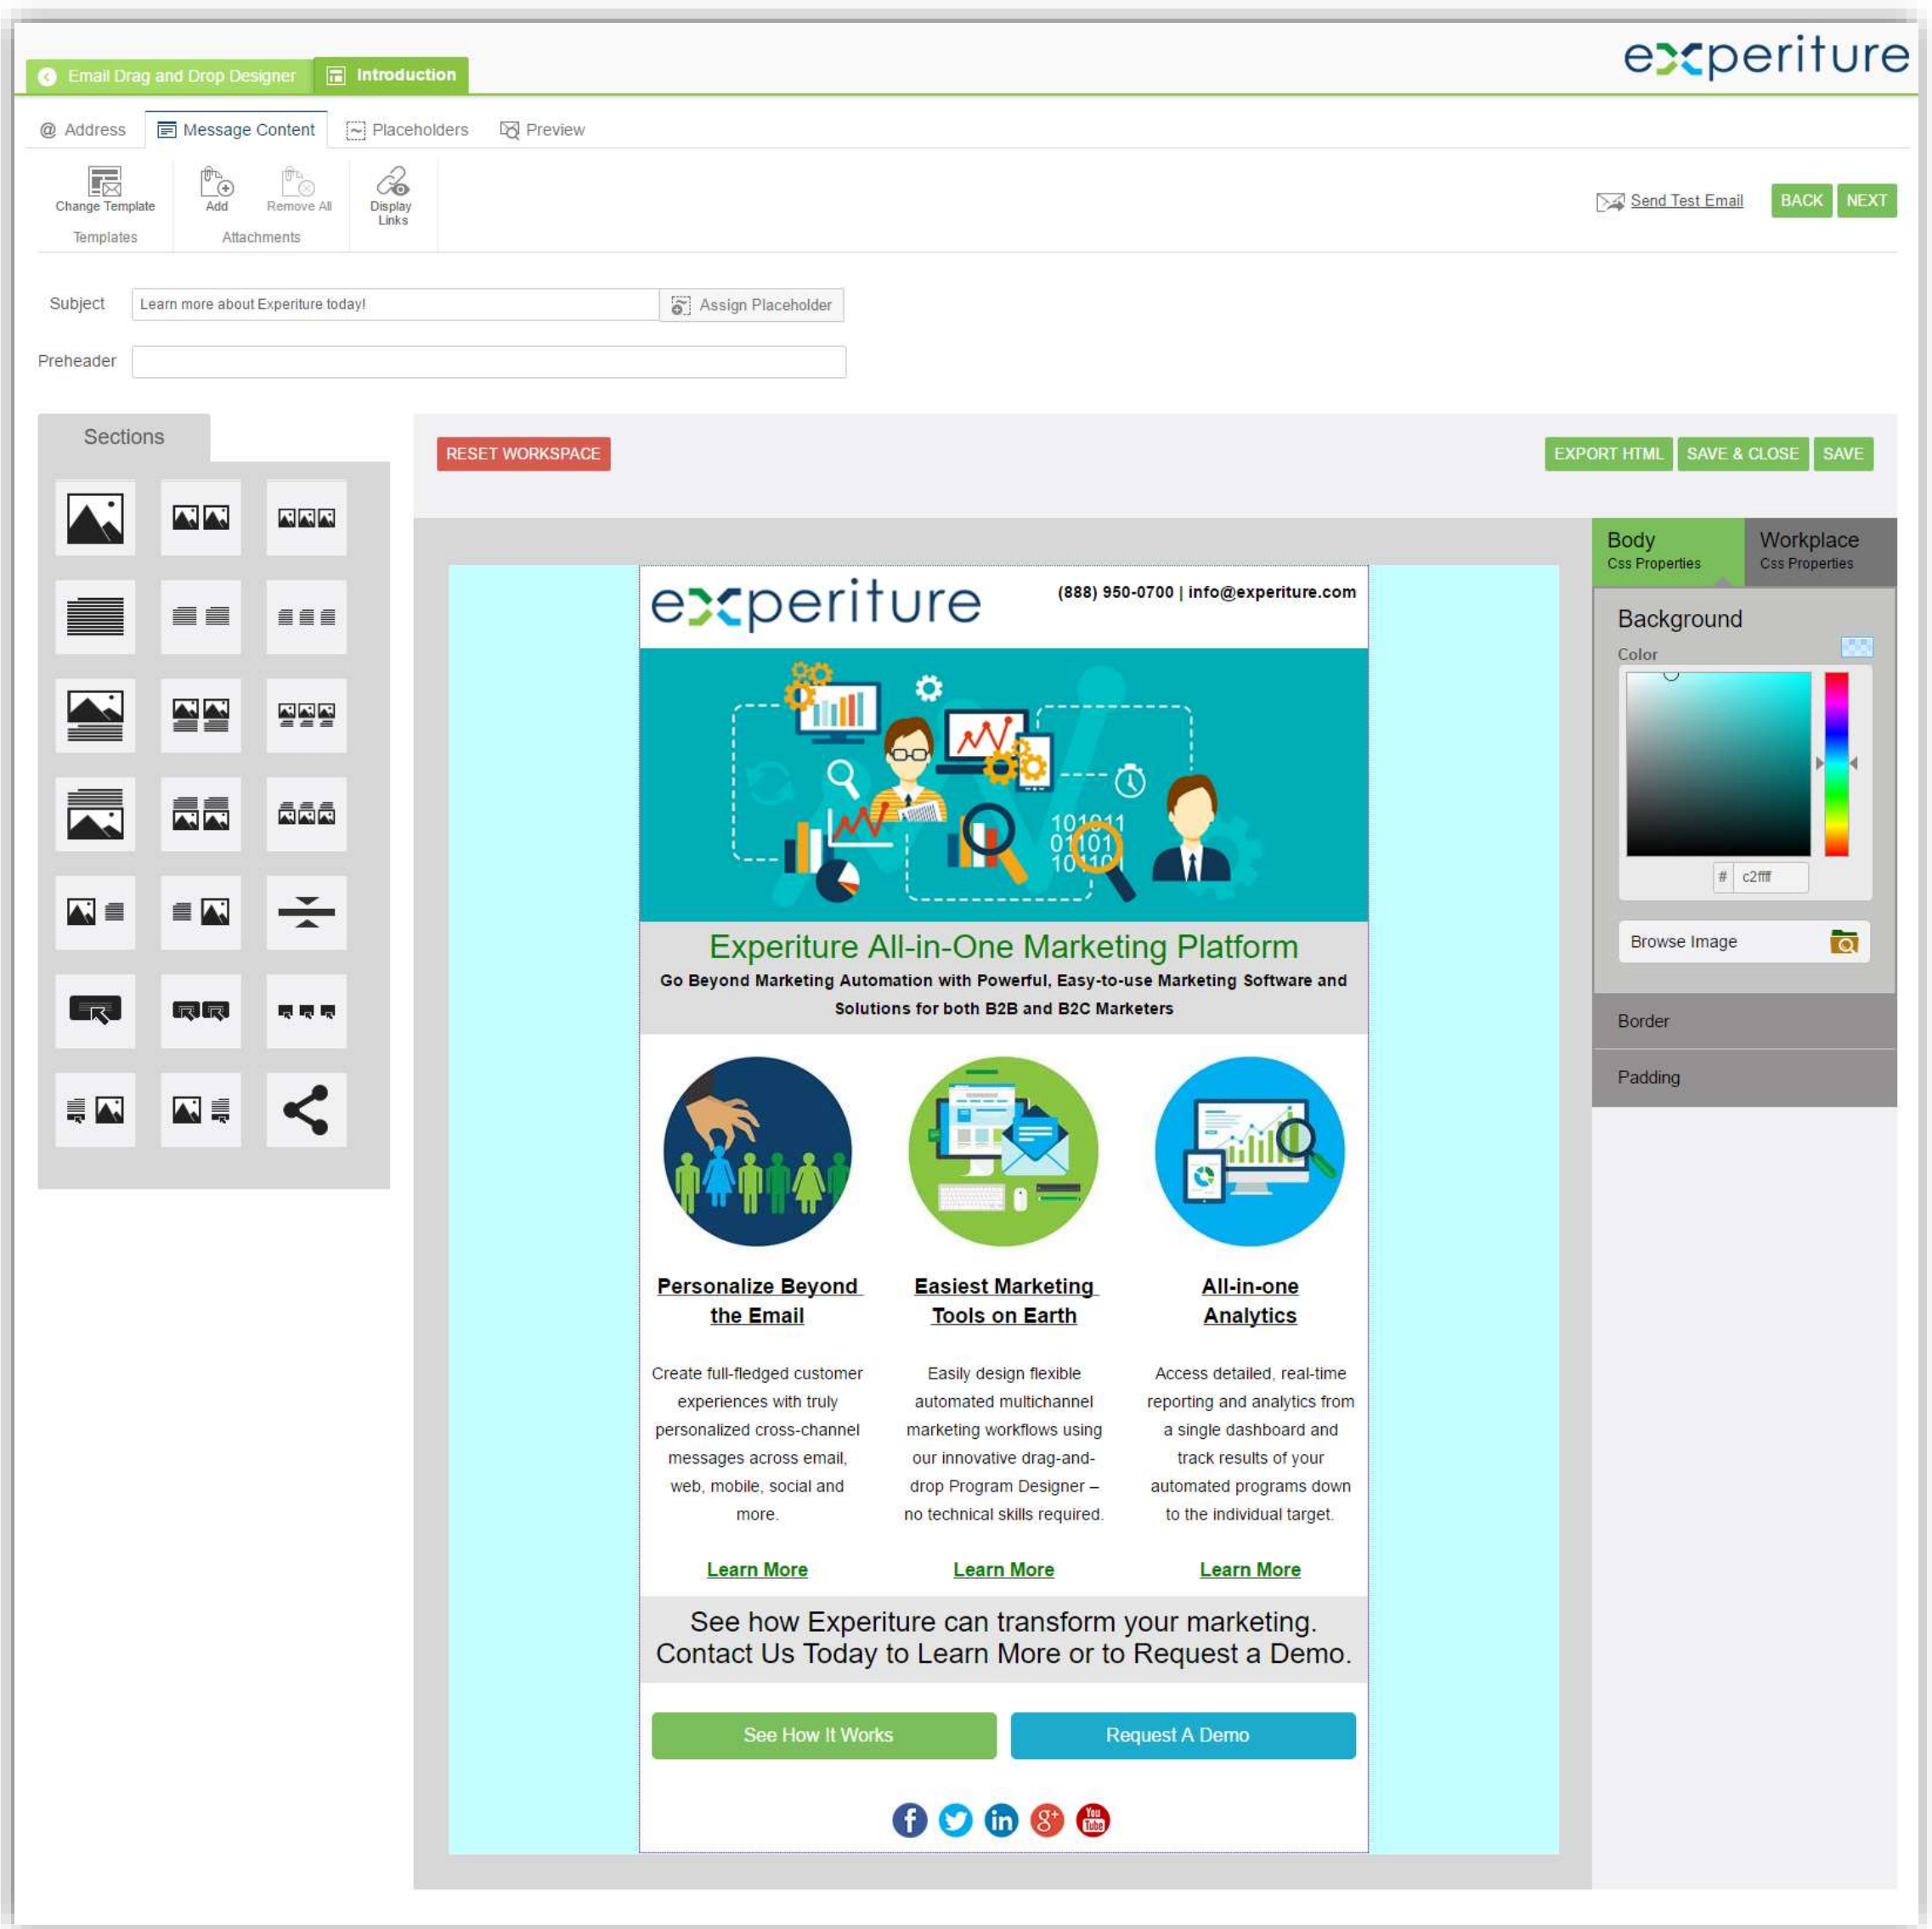 experiture
Email Drag and Drop Designer
Introduction
@ Address
Message Content
Placeholders
Preview
Change Template
Add
Remove All
Display
Links
Templates
Attachments
Send Test Email
BACK
NEXT
Subject
Learn more about Experiture today!
Assign Placeholder
Preheader
Sections
RESET WORKSPACE
EXPORT HTML
SAVE & CLOSE
SAVE
experiture
(888) 950-0700 | info@experiture.com
101011
01101
101101
Experiture All-in-One Marketing Platform
Go Beyond Marketing Automation with Powerful, Easy-to-use Marketing Software and
Solutions for both B2B and B2C Marketers
Personalize Beyond
the Email
Create full-fledged customer
experiences with truly
personalized cross-channel
messages across email,
web, mobile, social and
more.
Learn More
Easiest Marketing
Tools on Earth
Easily design flexible
automated multichannel
marketing workflows using
our innovative drag-and-
drop Program Designer –
no technical skills required.
Learn More
All-in-one
Analytics
Access detailed, real-time
reporting and analytics from
a single dashboard and
track results of your
automated programs down
to the individual target.
Learn More
See how Experiture can transform your marketing.
Contact Us Today to Learn More or to Request a Demo.
See How It Works
Request A Demo
f
in
g+
You
Tube
Body
Css Properties
Workplace
Css Properties
Background
Color
# c2ffff
Browse Image
Border
Padding